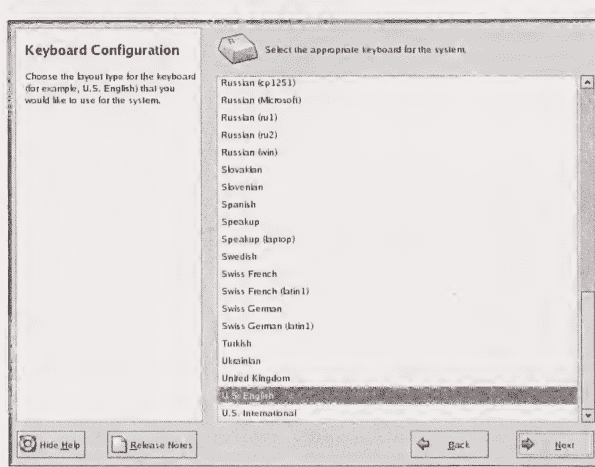 Keyboard Configuration
Choose the layout type for the keyboard
(for example, U.S. English) that you
would like to use for the system.
Select the appropriate keyboard for the system.
Russian (cp1251)
Russian (Microsoft)
Russian (ru1)
Russian (ru2)
Russian (win)
Slovakian
Slovenian
Spanish
Speakup
Speakup (laptop)
Swedish
Swiss French
Swiss French (latin1)
Swiss German
Swiss German (latin1)
Turkish
Ukrainian
United Kingdom
U.S. English
U.S. International
Hide Help
Release Notes
Back
Next